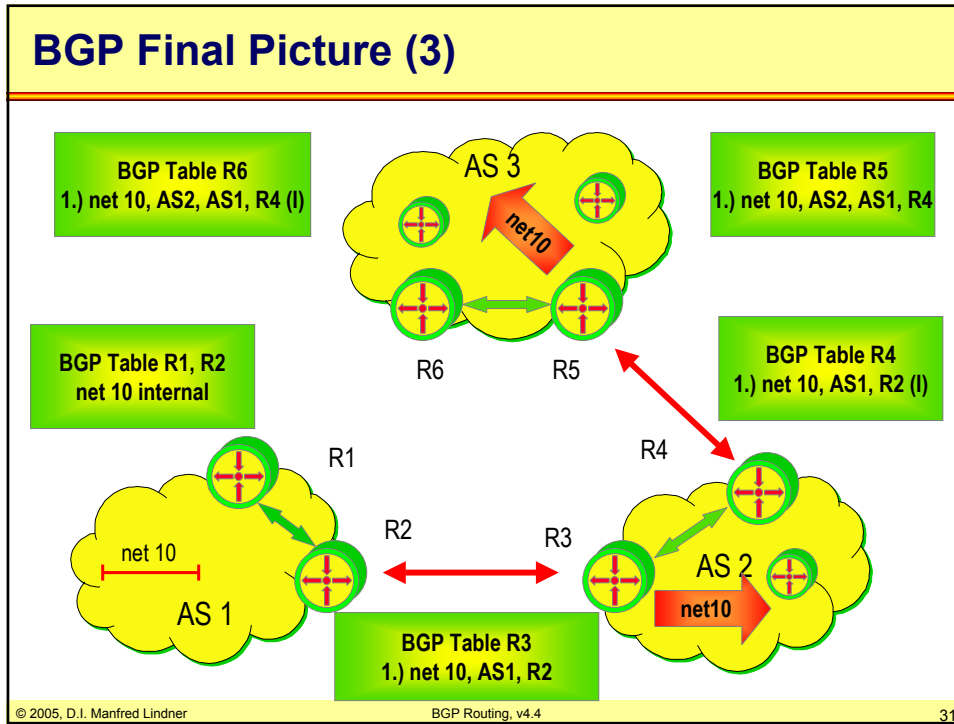 BGP Final Picture (3)
BGP Table R6
1.) net 10, AS2, AS1, R4 (I)
AS 3
net10
BGP Table R5
1.) net 10, AS2, AS1, R4
R6
R5
BGP Table R1, R2
net 10 internal
BGP Table R4
1.) net 10, AS1, R2 (I)
R1
R4
R2
R3
net 10
AS 1
AS 2
net10
BGP Table R3
1.) net 10, AS1, R2
© 2005, D.I. Manfred Lindner
BGP Routing, v4.4
31